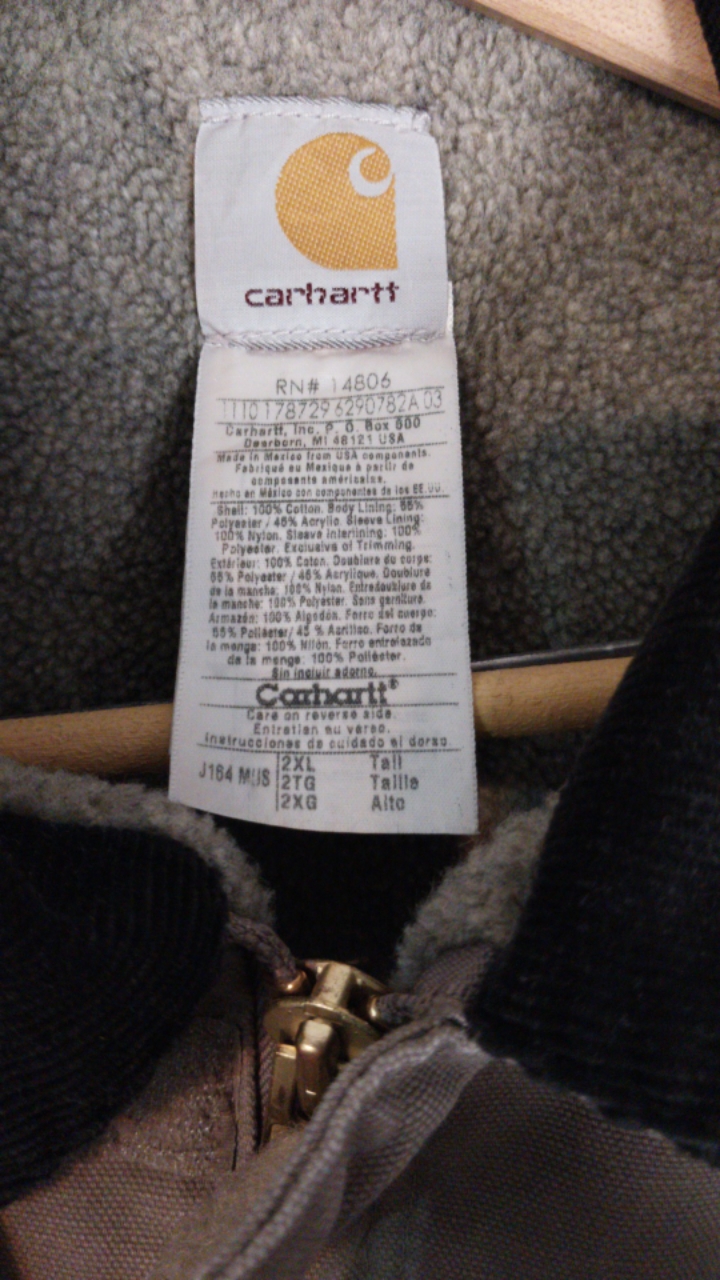 carhartt
RN# 14806
1110178729 6290782A 03
Carhartt, Inc. P. O. Box 600
Dearborn, MI 48121 USA
Made in Mexico from USA components.
Fabriqué au Mexique à partir de
composants américains.
Hecho en México con componentes de los EE.UU.
Shell: 100% Cotton. Body Lining: 55%
Polyester / 45% Acrylic. Sleeve Lining:
100% Nylon. Sleeve Interlining: 100%
Polyester. Exclusive of Trimming.
Extérieur: 100% Coton. Doublure du corps:
55% Polyester / 45% Acrylique. Doublure
de la manche: 100% Nylon. Entredoublure de
la manche: 100% Polyester. Sans garniture.
Armazón: 100% Algodón. Forro del cuerpo:
55% Poliéster/ 45 % Acrílico. Forro de
la manga: 100% Nilón. Forro entrelazado
de la manga: 100% Poliéster.
Sin incluir adorno.
Carhartt®
Care on reverse side.
Entretien au verso.
Instrucciones de cuidado al dorso
J164 MUS
2XL Tall
2TG Taille
2XG Alto